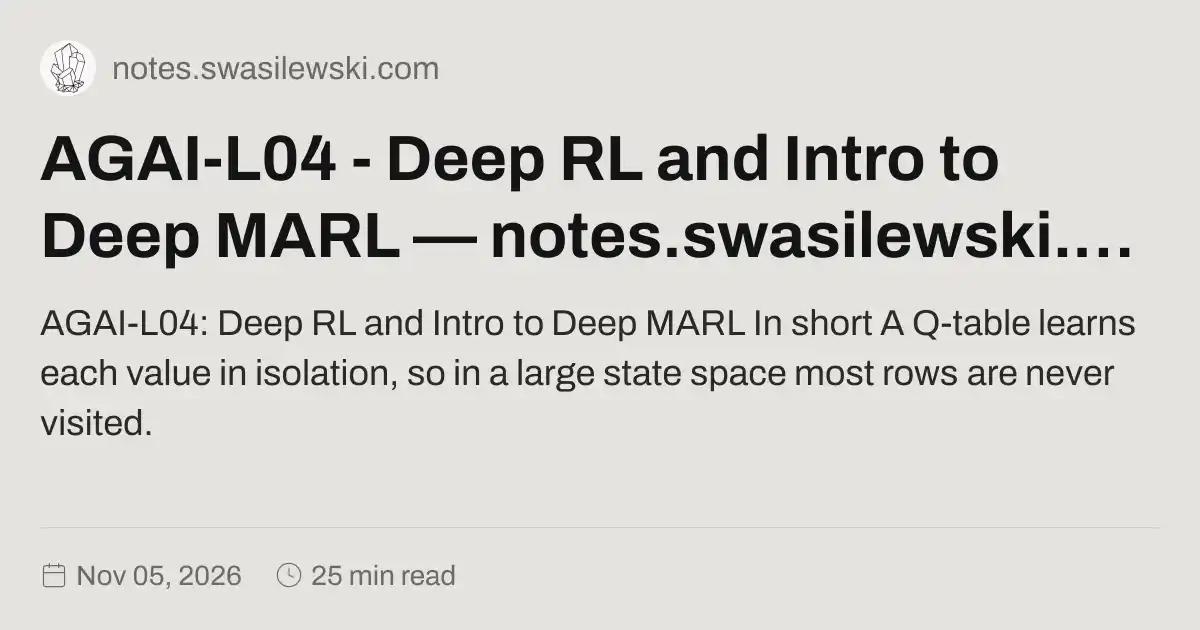 notes.swasilewski.com
AGAI-L04 - Deep RL and Intro to
Deep MARL — notes.swasilewski.…
AGAI-L04: Deep RL and Intro to Deep MARL In short A Q-table learns
each value in isolation, so in a large state space most rows are never
visited.
Nov 05, 2026 25 min read